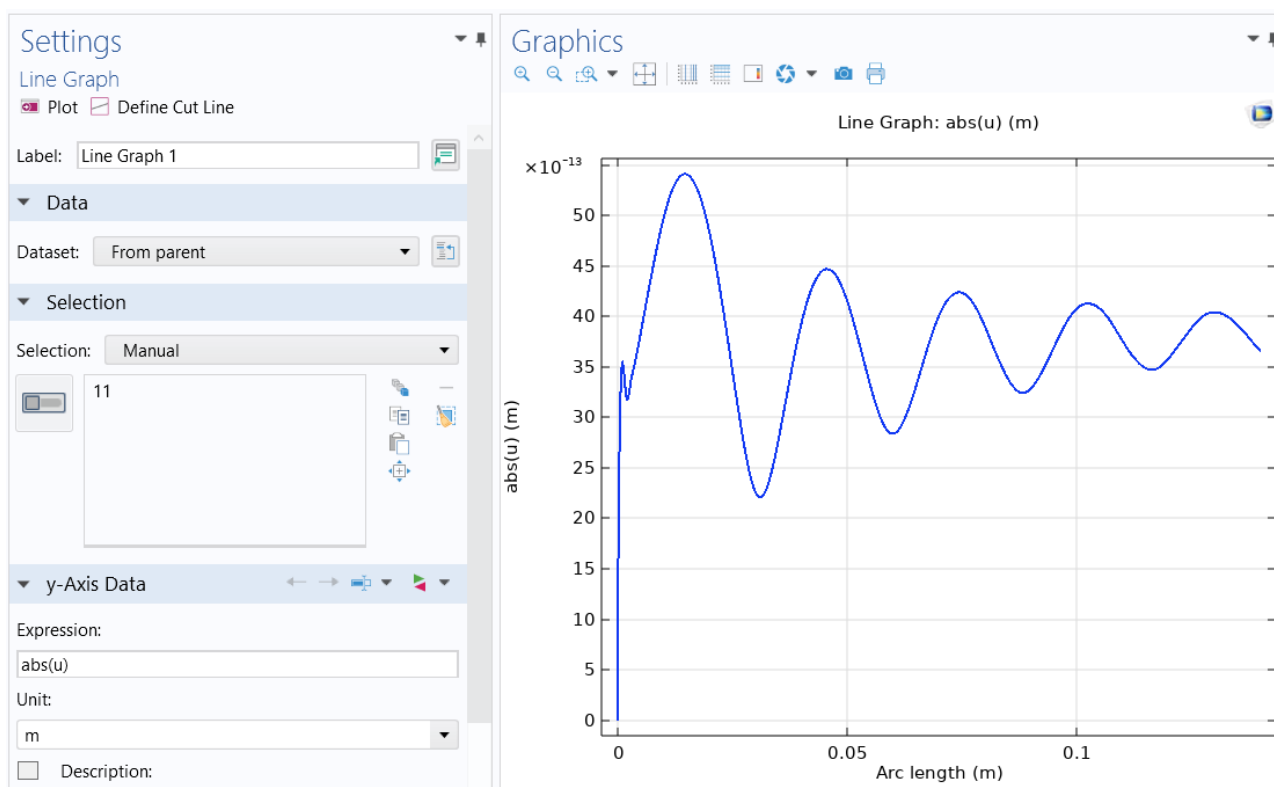 Settings
Line Graph
Plot Define Cut Line
Label: Line Graph 1
Data
Dataset: From parent
Selection
Selection: Manual
11
y-Axis Data
Expression:
abs(u)
Unit:
m
Description:
Graphics
Line Graph: abs(u) (m)
×10⁻¹³
50
45
40
35
30
25
20
15
10
5
0
abs(u) (m)
0 0.05 0.1
Arc length (m)